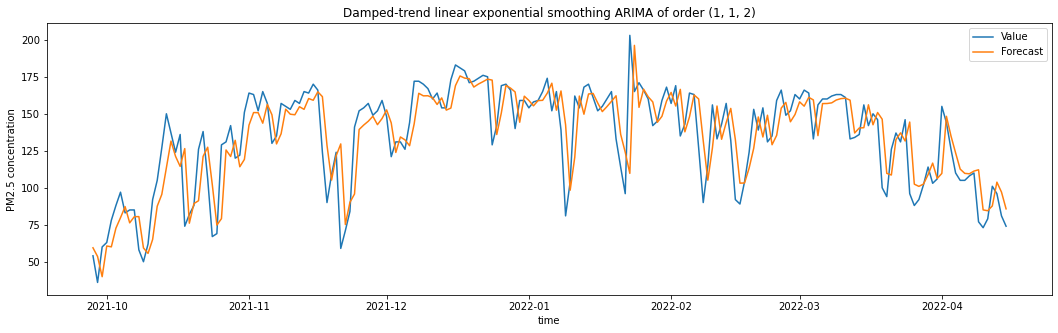 Damped-trend linear exponential smoothing ARIMA of order (1, 1, 2)
Value
Forecast
PM2.5 concentration
200
175
150
125
100
75
50
2021-10
2021-11
2021-12
2022-01
2022-02
2022-03
2022-04
time